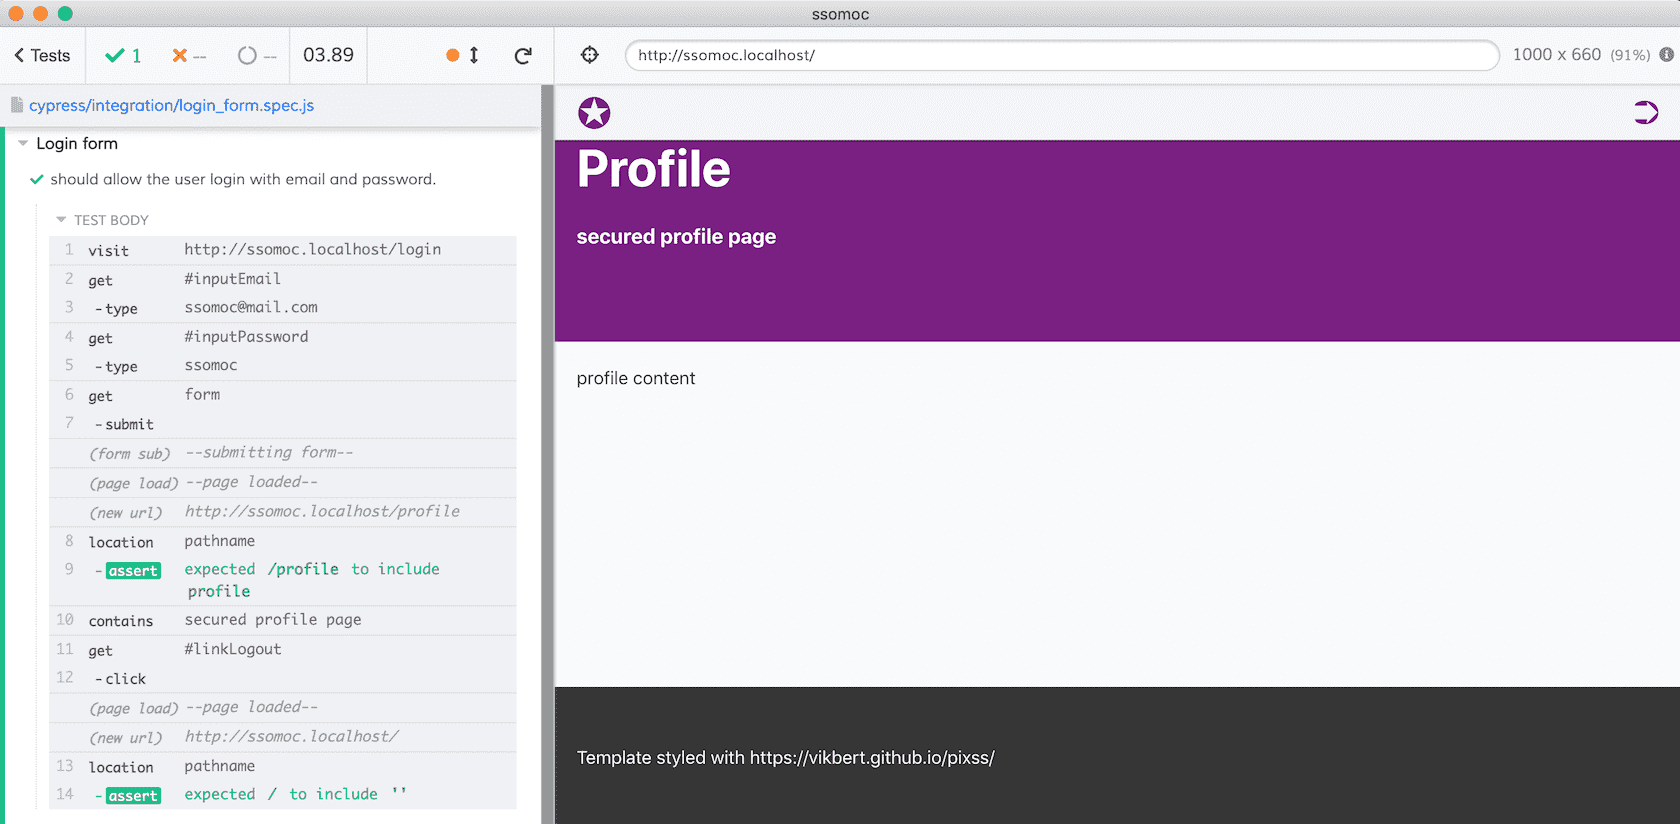 ssomoc
Tests
1
--
--
03.89
http://ssomoc.localhost/
1000 x 660 (91%)
cypress/integration/login_form.spec.js
Login form
should allow the user login with email and password.
TEST BODY
1 visit http://ssomoc.localhost/login
2 get #inputEmail
3 -type ssomoc@mail.com
4 get #inputPassword
5 -type ssomoc
6 get form
7 -submit
(form sub) --submitting form--
(page load) --page loaded--
(new url) http://ssomoc.localhost/profile
8 location pathname
9 -assert expected /profile to include
profile
10 contains secured profile page
11 get #linkLogout
12 -click
(page load) --page loaded--
(new url) http://ssomoc.localhost/
13 location pathname
14 -assert expected / to include ''
Profile
secured profile page
profile content
Template styled with https://vikbert.github.io/pixss/